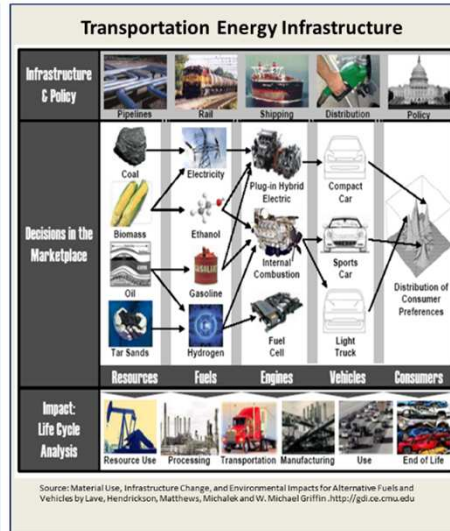 Transportation Energy Infrastructure
Infrastructure
& Policy
Pipelines
Rail
Shipping
Distribution
Policy
Decisions in the
Marketplace
Coal
Electricity
Plug-in Hybrid
Electric
Compact
Car
Biomass
Ethanol
Internal
Combustion
Sports
Car
Distribution of
Consumer
Preferences
Oil
GASOLINE
Gasoline
Tar Sands
Hydrogen
Fuel
Cell
Light
Truck
Resources
Fuels
Engines
Vehicles
Consumers
Impact:
Life Cycle
Analysis
Resource Use
Processing
Transportation
Manufacturing
Use
End of Life
Source: Material Use, Infrastructure Change, and Environmental Impacts for Alternative Fuels and
Vehicles by Lave, Hendrickson, Matthews, Michalek and W. Michael Griffin .http://gdi.ce.cmu